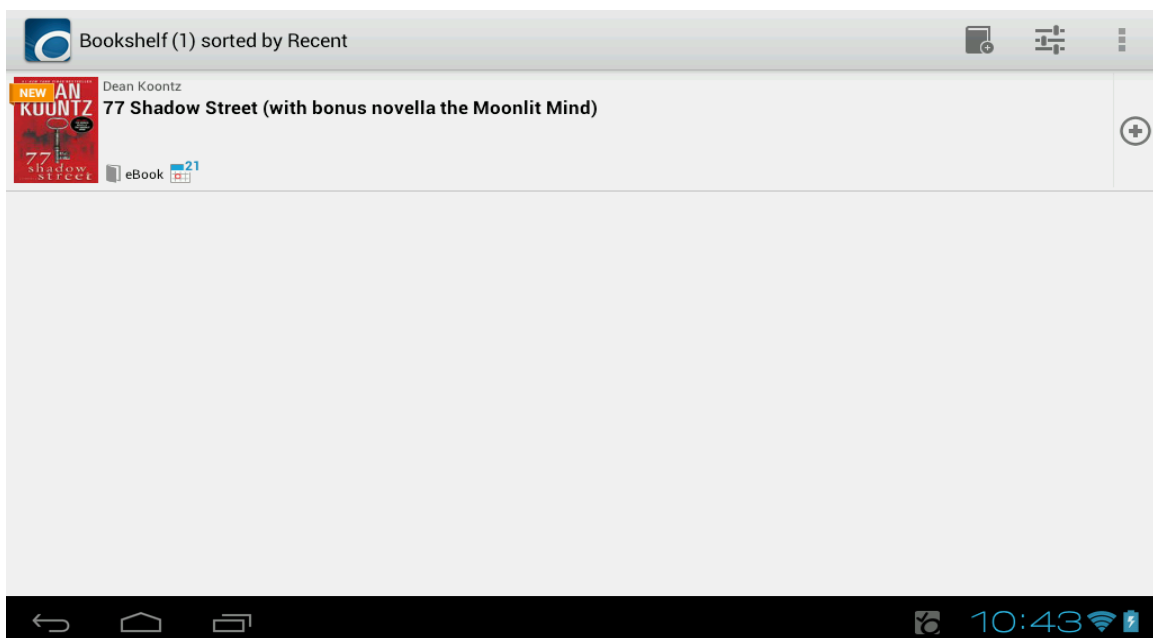 Bookshelf (1) sorted by Recent
NEW
AN
KOONTZ
77
shadow
street
Dean Koontz
77 Shadow Street (with bonus novella the Moonlit Mind)
eBook
21
10:43